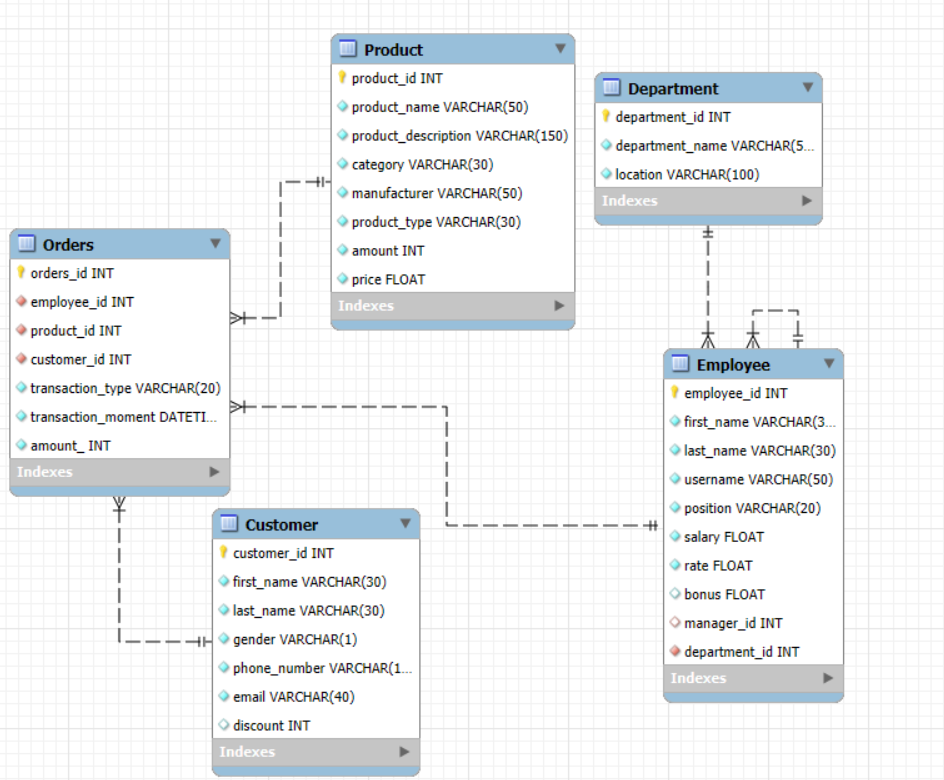 Product
product_id INT
product_name VARCHAR(50)
product_description VARCHAR(150)
category VARCHAR(30)
manufacturer VARCHAR(50)
product_type VARCHAR(30)
amount INT
price FLOAT
Indexes
Department
department_id INT
department_name VARCHAR(5...
location VARCHAR(100)
Indexes
Orders
orders_id INT
employee_id INT
product_id INT
customer_id INT
transaction_type VARCHAR(20)
transaction_moment DATETI...
amount_ INT
Indexes
Employee
employee_id INT
first_name VARCHAR(3...
last_name VARCHAR(30)
username VARCHAR(50)
position VARCHAR(20)
salary FLOAT
rate FLOAT
bonus FLOAT
manager_id INT
department_id INT
Indexes
Customer
customer_id INT
first_name VARCHAR(30)
last_name VARCHAR(30)
gender VARCHAR(1)
phone_number VARCHAR(1...
email VARCHAR(40)
discount INT
Indexes